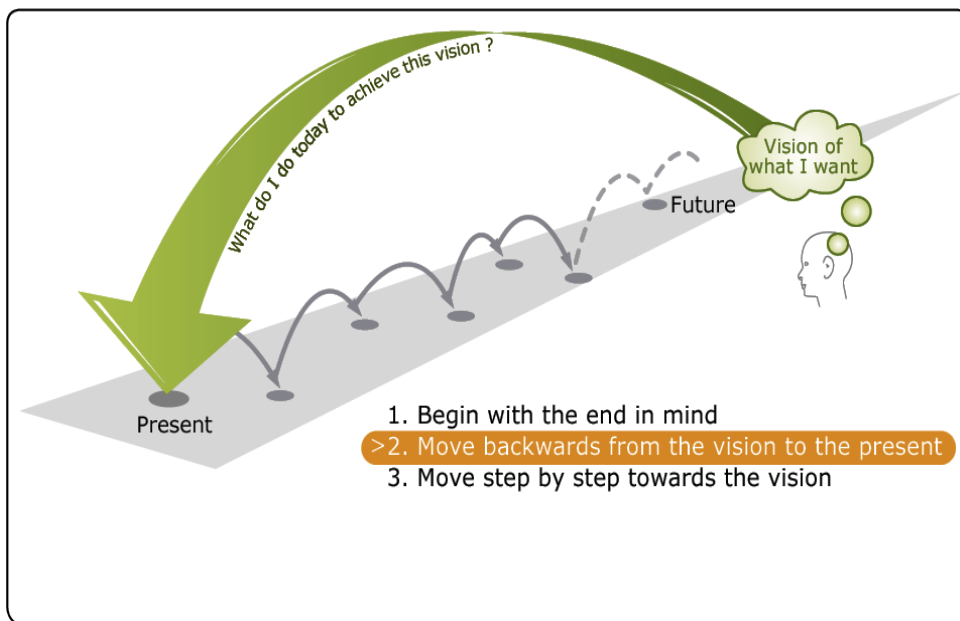 What do I do today to achieve this vision ?
Vision of
what I want
Future
Present
1. Begin with the end in mind
>2. Move backwards from the vision to the present
3. Move step by step towards the vision